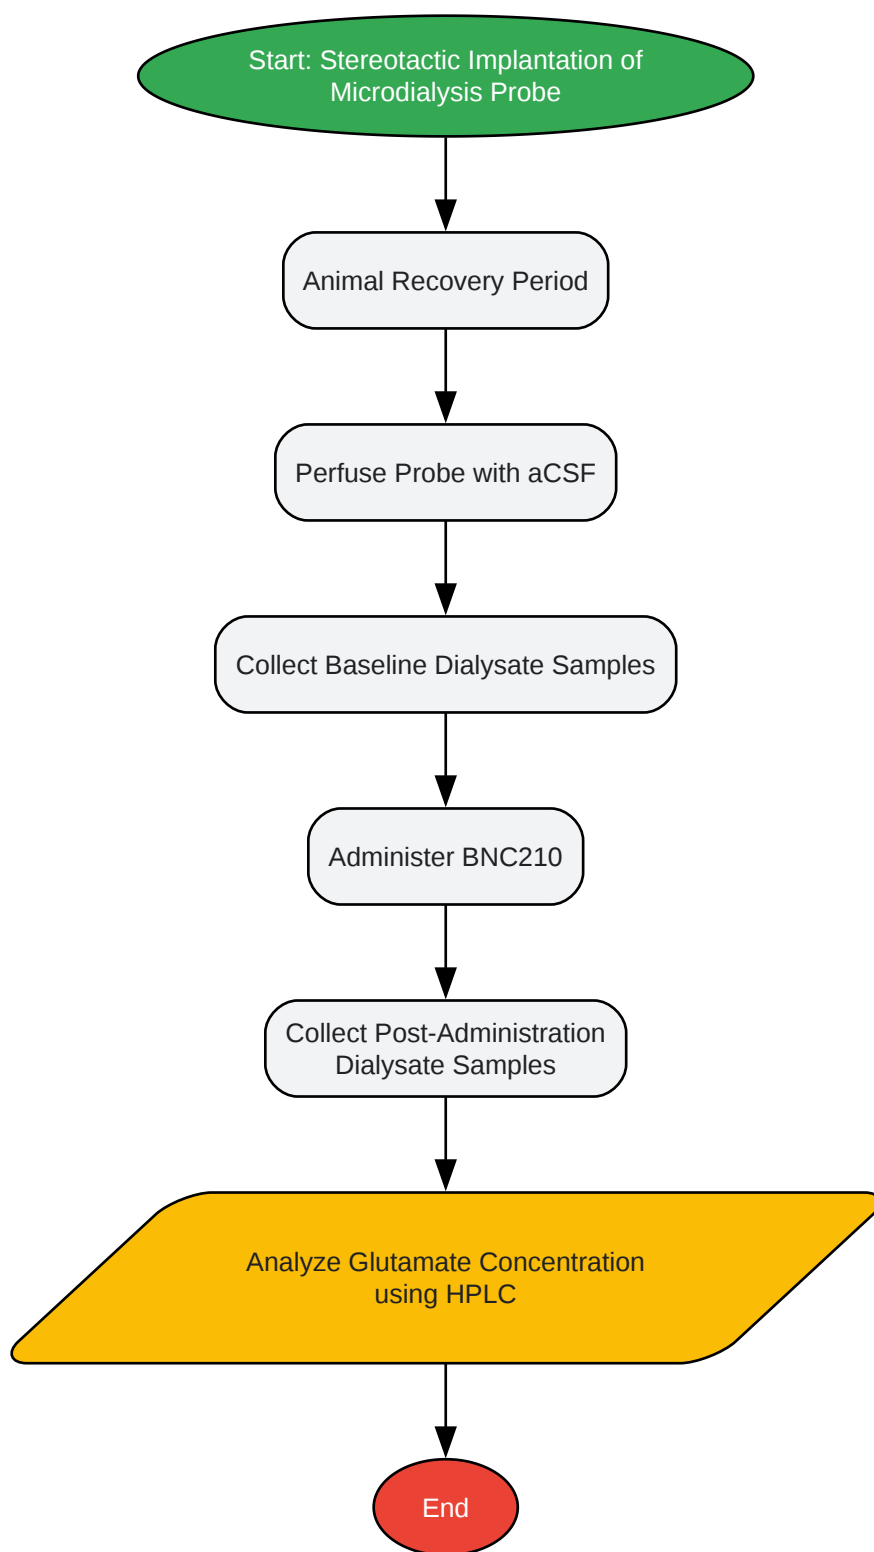 Start: Stereotactic Implantation of
Microdialysis Probe
Animal Recovery Period
Perfuse Probe with aCSF
Collect Baseline Dialysate Samples
Administer BNC210
Collect Post-Administration
Dialysate Samples
Analyze Glutamate Concentration
using HPLC
End